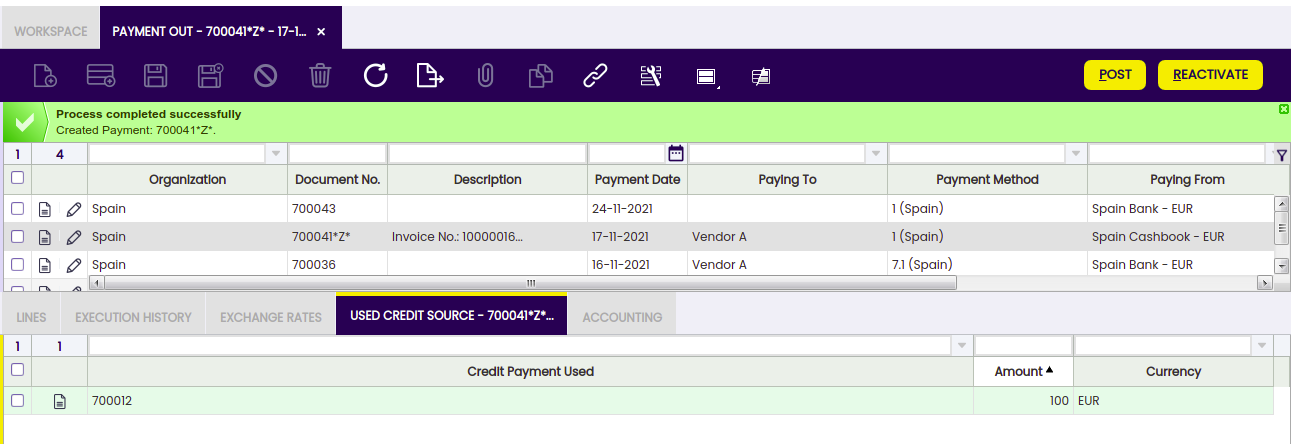 WORKSPACE PAYMENT OUT - 700041*Z* - 17-1... ×
POST REACTIVATE
Process completed successfully
Created Payment: 700041*Z*.
1 4
Organization Document No. Description Payment Date Paying To Payment Method Paying From
Spain 700043 24-11-2021 1 (Spain) Spain Bank - EUR
Spain 700041*Z* Invoice No.: 10000016... 17-11-2021 Vendor A 1 (Spain) Spain Cashbook - EUR
Spain 700036 16-11-2021 Vendor A 7.1 (Spain) Spain Bank - EUR
LINES EXECUTION HISTORY EXCHANGE RATES USED CREDIT SOURCE - 700041*Z*... ACCOUNTING
1 1
Credit Payment Used Amount Currency
700012 100 EUR